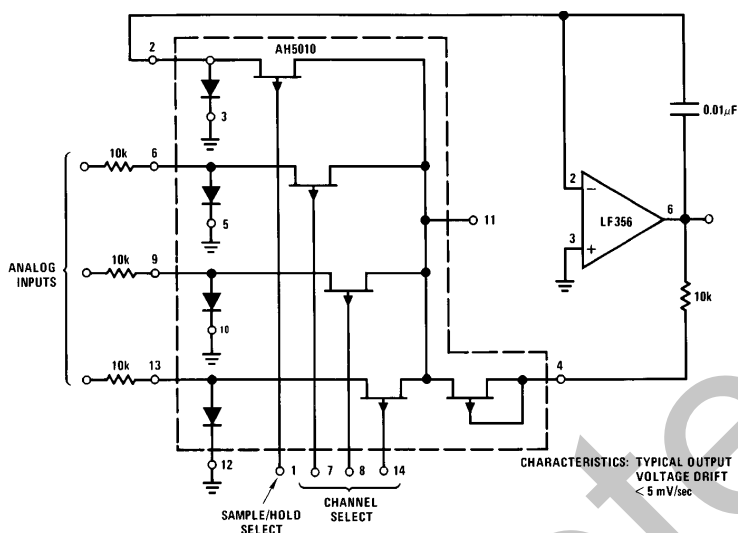 2
AH5010
3
0.01μF
10k
6
5
11
2
6
LF356
3
ANALOG
INPUTS
10k
9
10
10k
10k
13
4
12
1
7
8
14
SAMPLE/HOLD
SELECT
CHANNEL
SELECT
CHARACTERISTICS: TYPICAL OUTPUT
VOLTAGE DRIFT
< 5 mV/sec